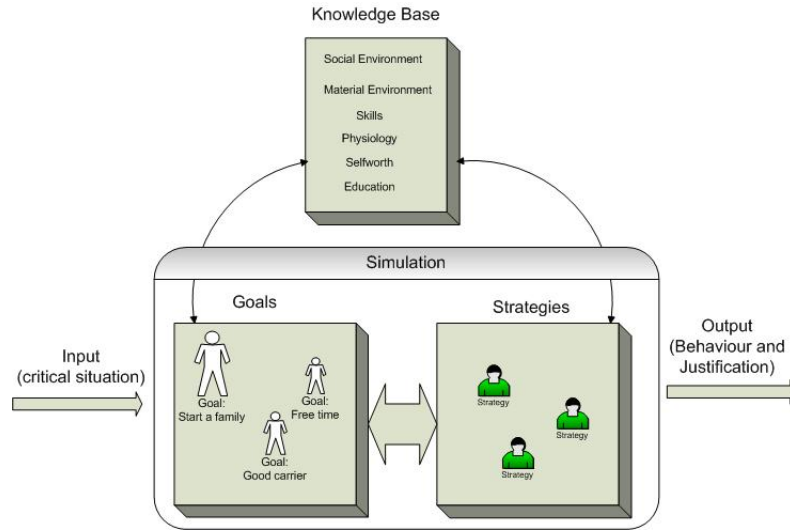 Knowledge Base
Social Environment
Material Environment
Skills
Physiology
Selfworth
Education
Simulation
Goals
Strategies
Input
(critical situation)
Output
(Behaviour and
Justification)
Goal:
Start a family
Goal:
Free time
Goal:
Good carrier
Strategy
Strategy
Strategy